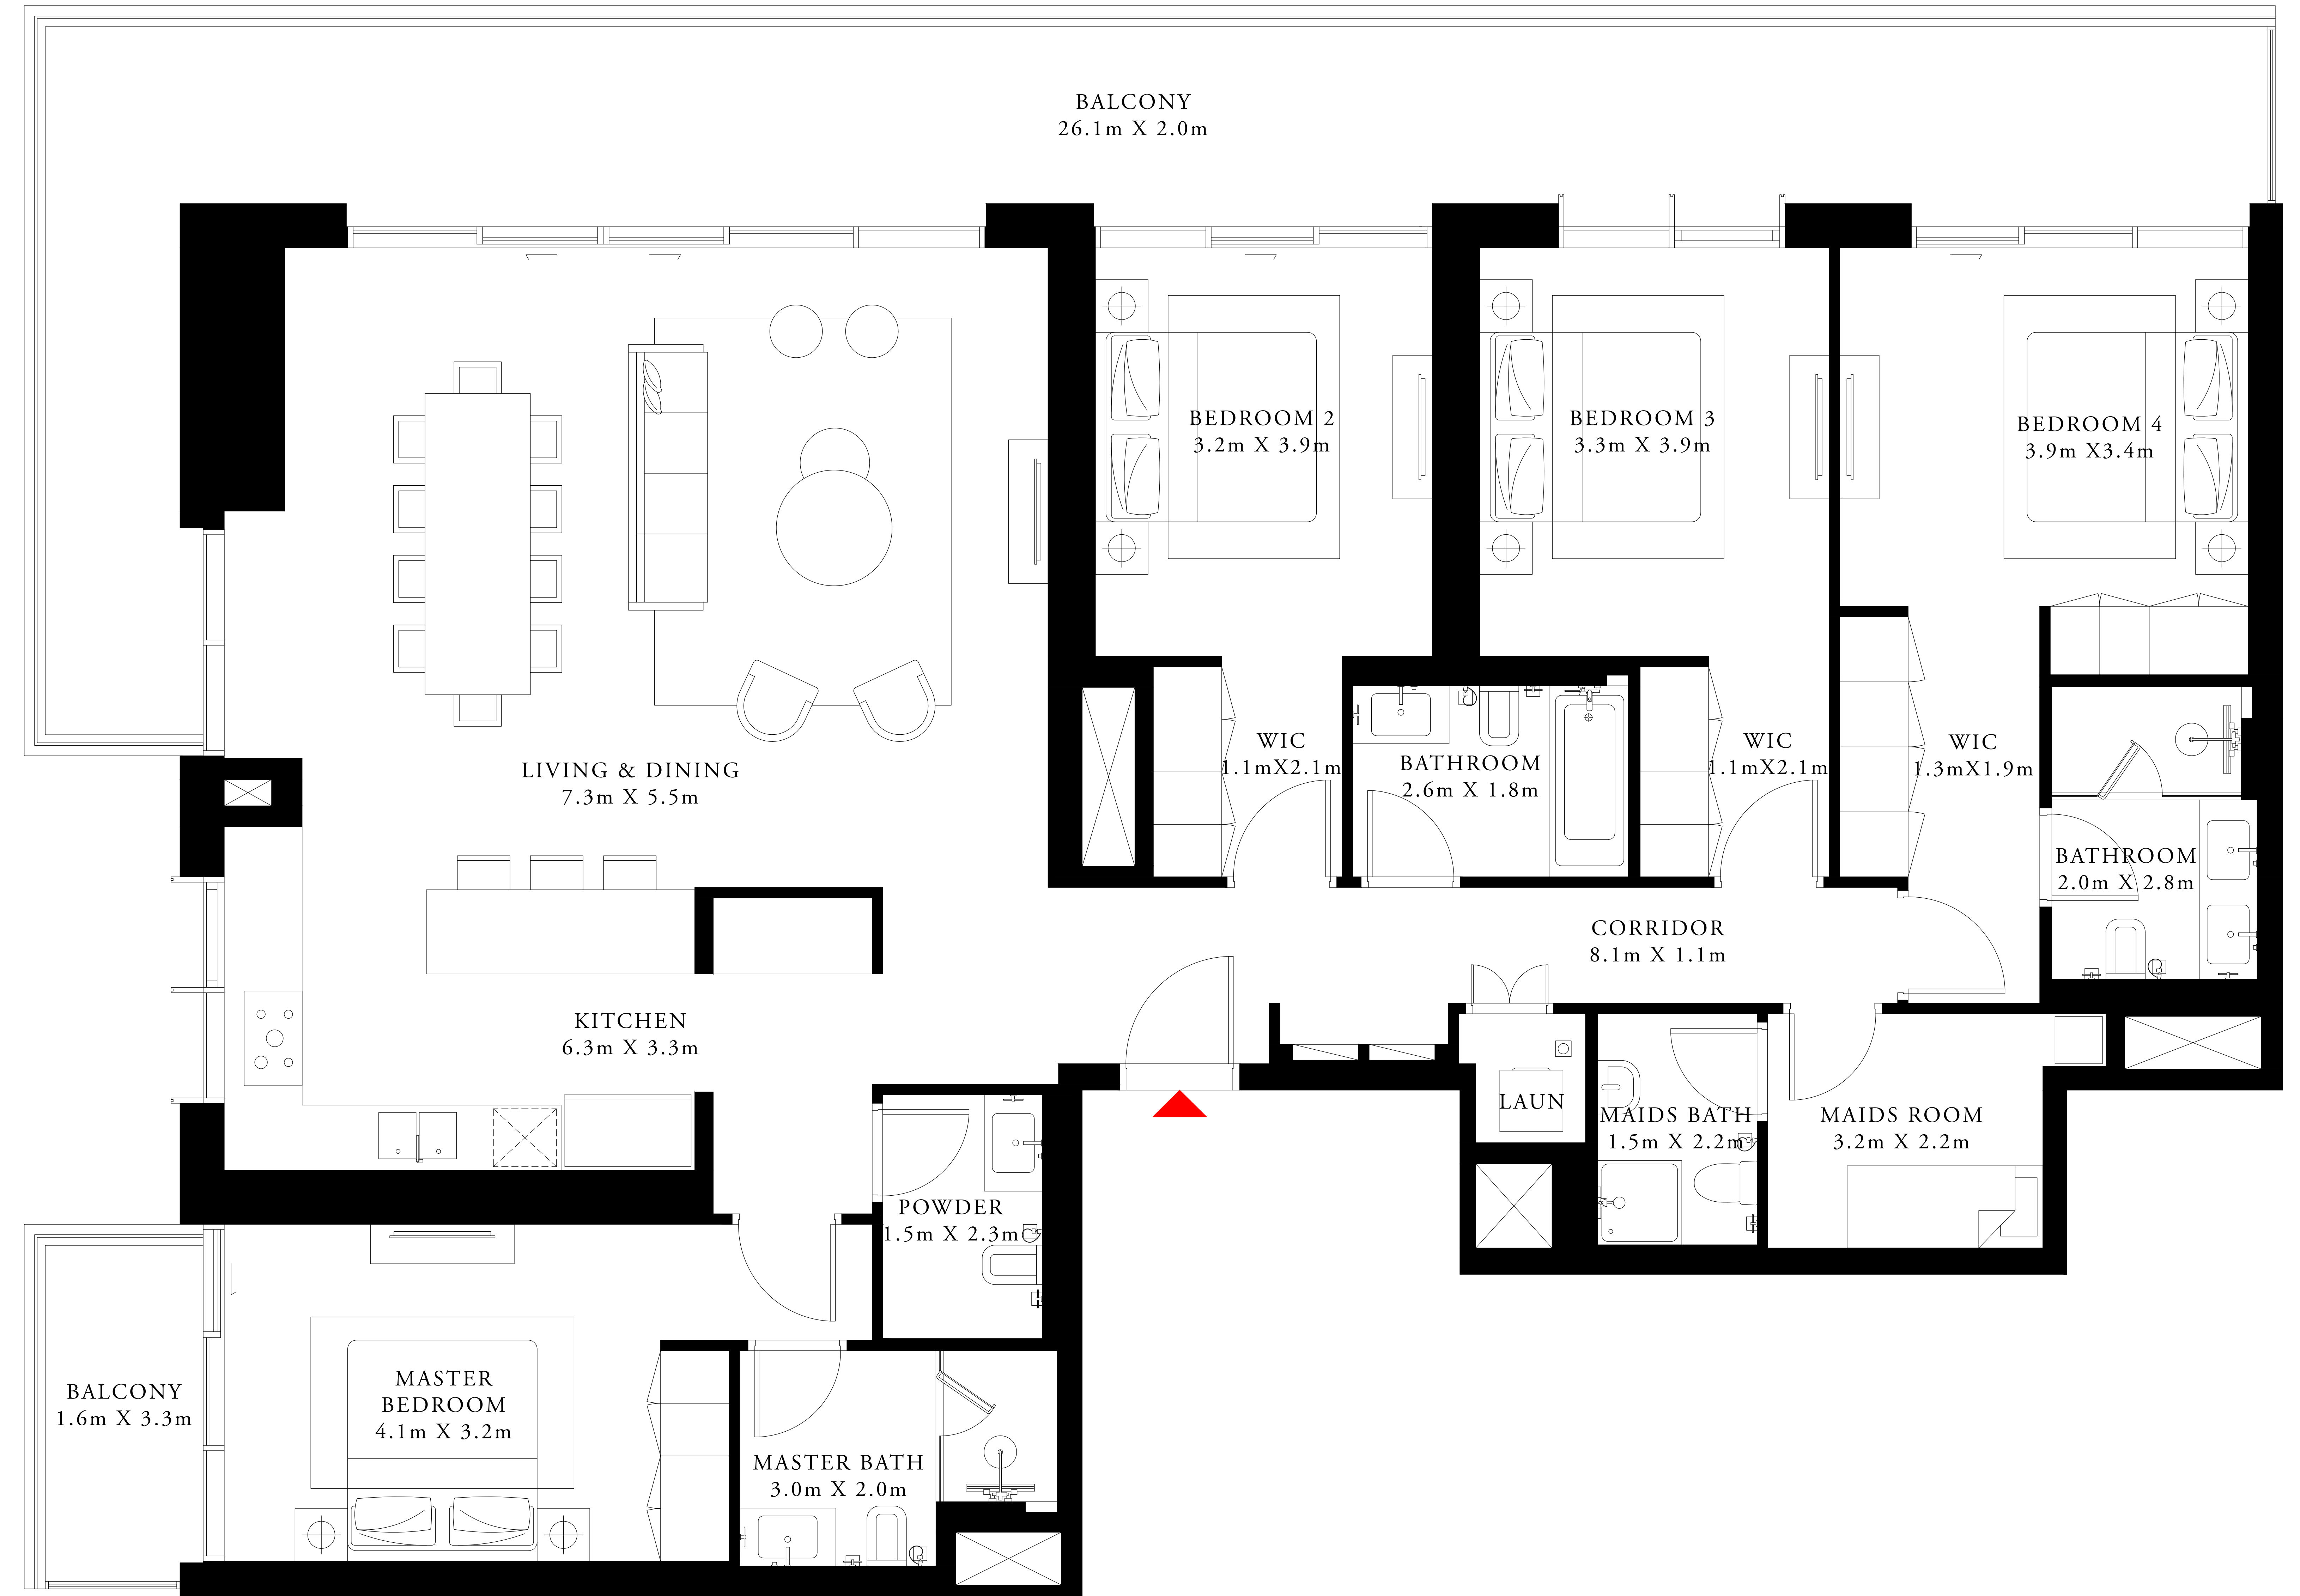 BALCONY
26.1m X 2.0m
BEDROOM 2
3.2m X 3.9m
BEDROOM 3
3.3m X 3.9m
BEDROOM 4
3.9m X3.4m
LIVING & DINING
7.3m X 5.5m
WIC
1.1mX2.1m
BATHROOM
2.6m X 1.8m
WIC
1.1mX2.1m
WIC
1.3mX1.9m
BATHROOM
2.0m X 2.8m
CORRIDOR
8.1m X 1.1m
KITCHEN
6.3m X 3.3m
LAUN
MAIDS BATH
1.5m X 2.2m
MAIDS ROOM
3.2m X 2.2m
POWDER
1.5m X 2.3m
BALCONY
1.6m X 3.3m
MASTER
BEDROOM
4.1m X 3.2m
MASTER BATH
3.0m X 2.0m